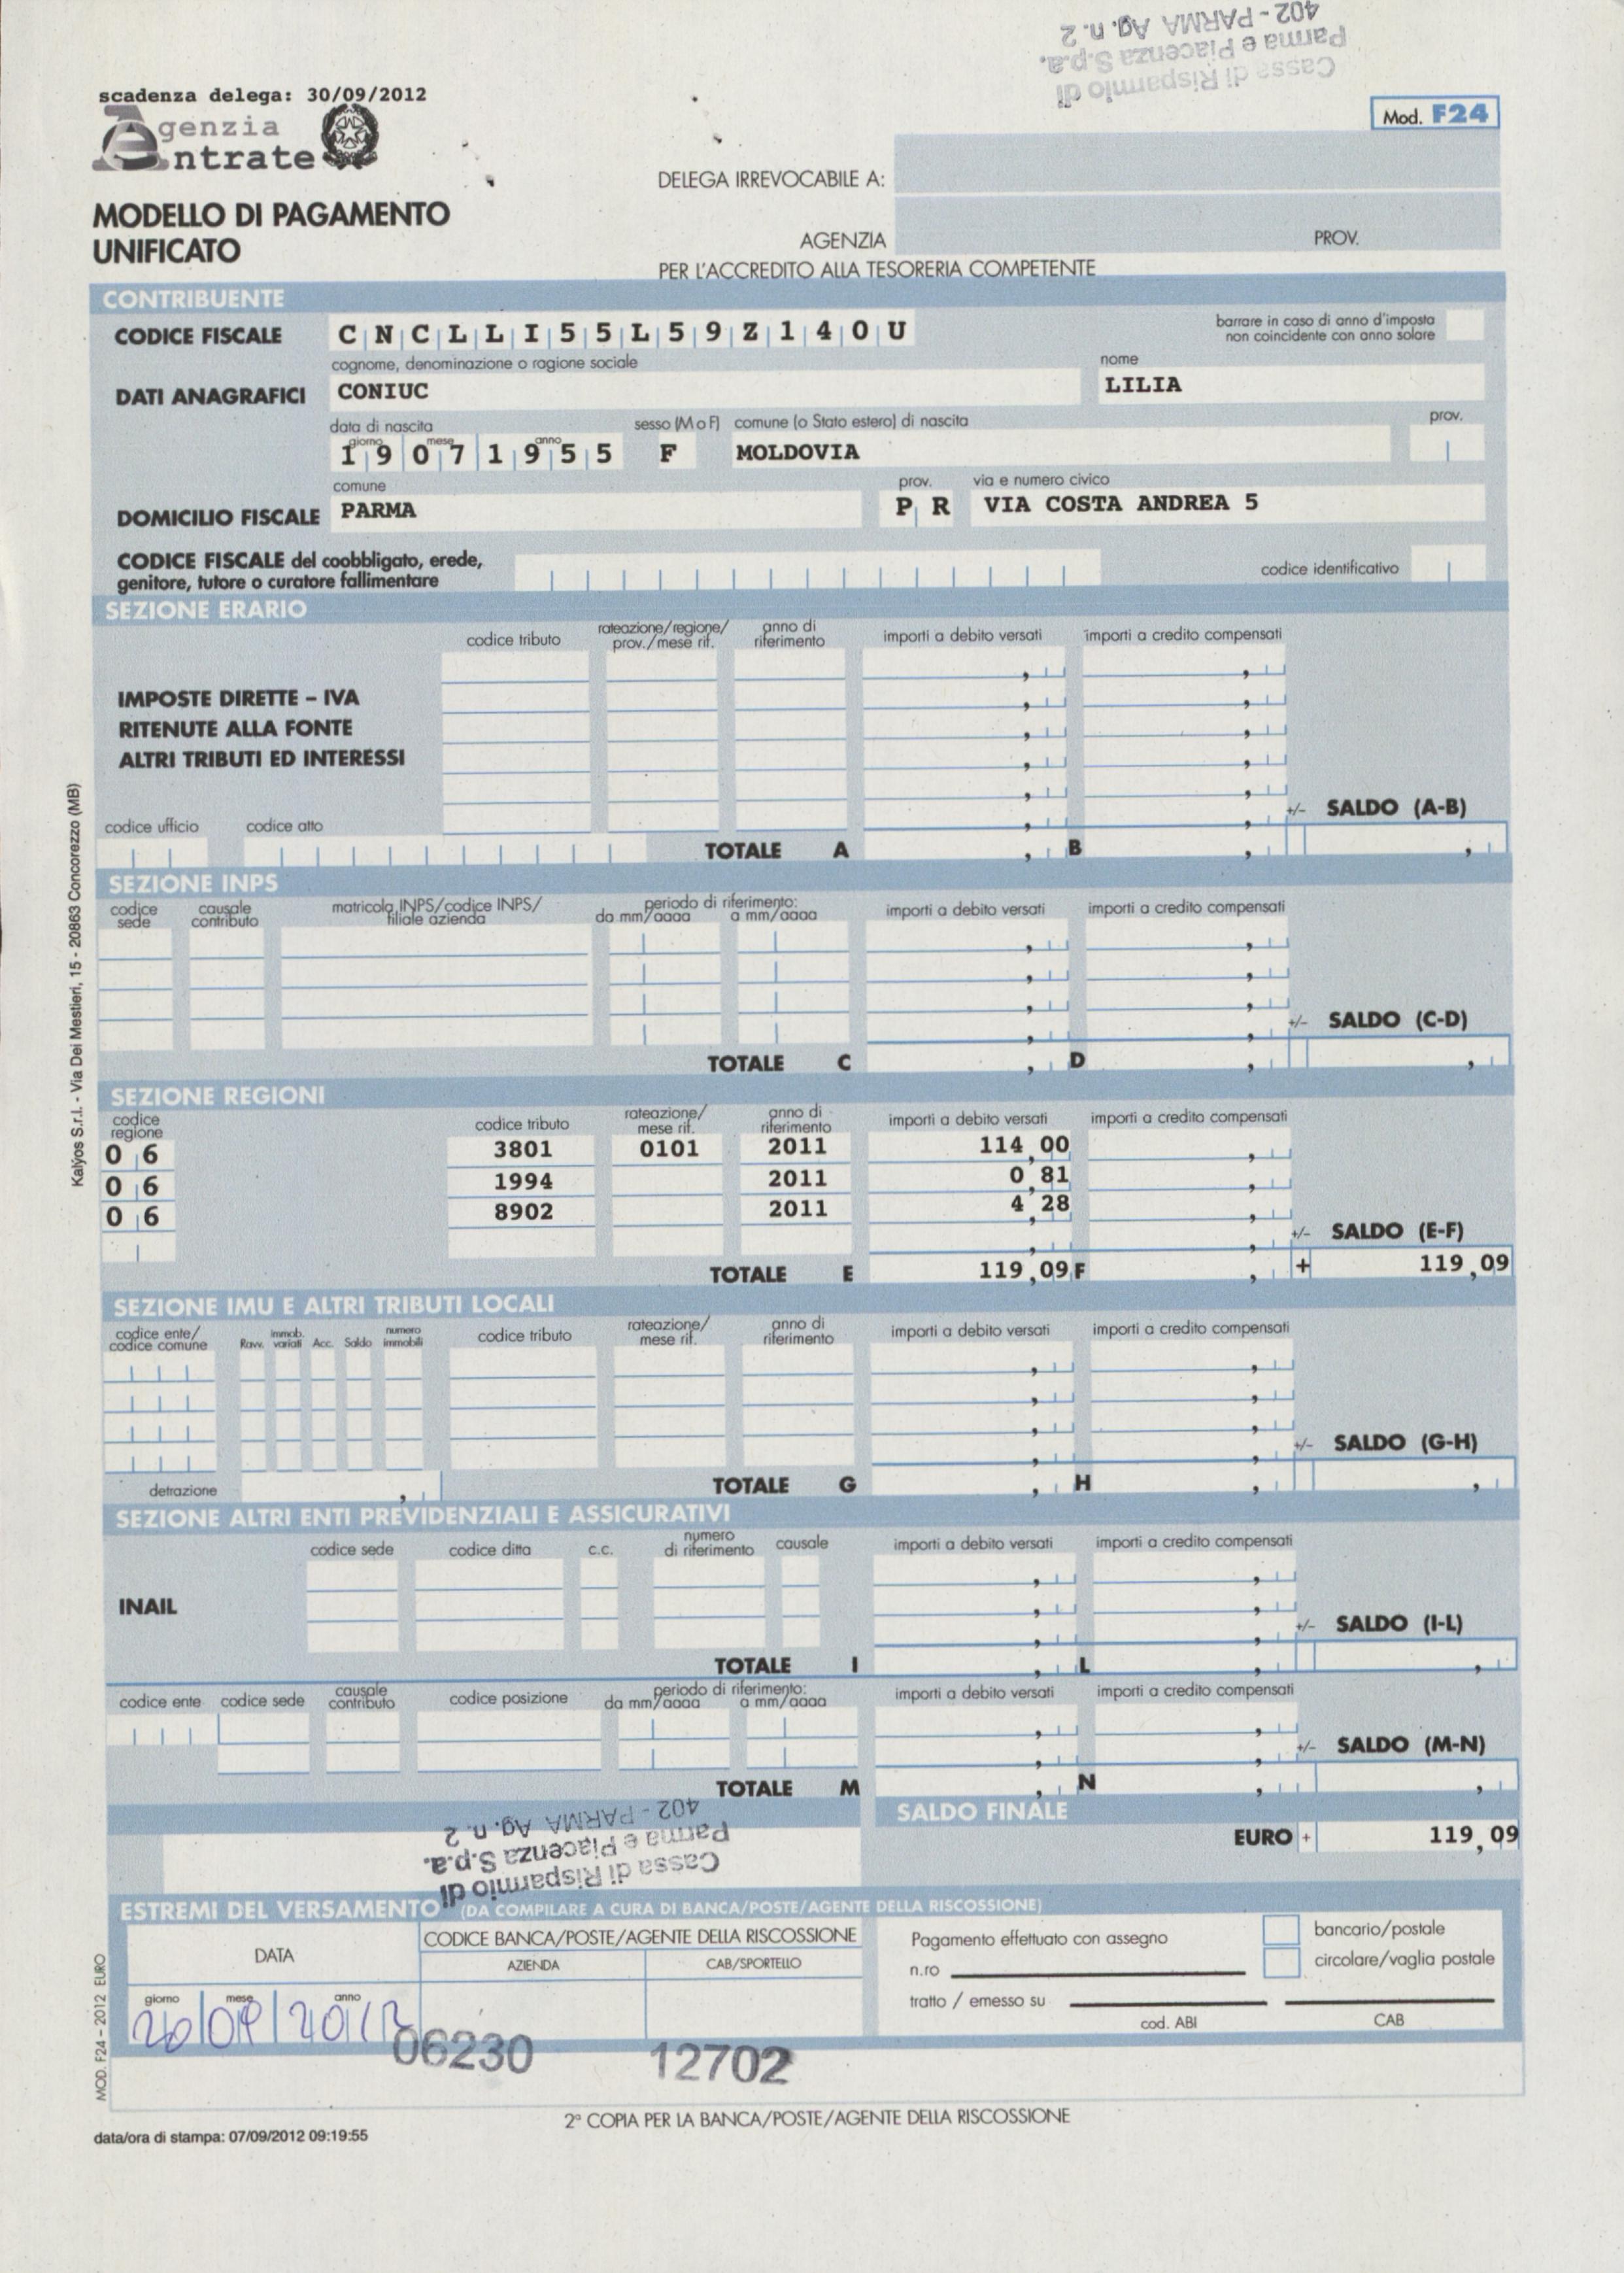 402 - PARMA Ag. n. 2
Parma e Piacenza S.p.a.
Cassa di Risparmio di
scadenza delega: 30/09/2012
Agenzia
Entrate
Mod. F24
DELEGA IRREVOCABILE A:
MODELLO DI PAGAMENTO
UNIFICATO
AGENZIA PROV.
PER L'ACCREDITO ALLA TESORERIA COMPETENTE
CONTRIBUENTE
CODICE FISCALE C N C L L I 5 5 L 5 9 Z 1 4 0 U
barrare in caso di anno d'imposta
non coincidente con anno solare
cognome, denominazione o ragione sociale nome
DATI ANAGRAFICI CONIUC LILIA
data di nascita sesso (M o F) comune (o Stato estero) di nascita prov.
giorno mese anno
1 9 0 7 1 9 5 5 F MOLDOVIA
comune prov. via e numero civico
DOMICILIO FISCALE PARMA P R VIA COSTA ANDREA 5
CODICE FISCALE del coobbligato, erede,
genitore, tutore o curatore fallimentare codice identificativo
SEZIONE ERARIO
codice tributo rateazione/regione/ prov./mese rif. anno di riferimento importi a debito versati importi a credito compensati
IMPOSTE DIRETTE – IVA
RITENUTE ALLA FONTE
ALTRI TRIBUTI ED INTERESSI
codice ufficio codice atto +/– SALDO (A-B)
TOTALE A B
SEZIONE INPS
codice sede causale contributo matricola INPS/codice INPS/ filiale azienda periodo di riferimento: da mm/aaaa a mm/aaaa importi a debito versati importi a credito compensati
+/– SALDO (C-D)
TOTALE C D
SEZIONE REGIONI
codice regione codice tributo rateazione/ mese rif. anno di riferimento importi a debito versati importi a credito compensati
0 6 3801 0101 2011 114,00
0 6 1994 2011 0,81
0 6 8902 2011 4,28
+/– SALDO (E-F)
TOTALE E 119,09 F + 119,09
SEZIONE IMU E ALTRI TRIBUTI LOCALI
codice ente/ codice comune Ravv. immob. variati Acc. Saldo numero immobili codice tributo rateazione/ mese rif. anno di riferimento importi a debito versati importi a credito compensati
+/– SALDO (G-H)
detrazione TOTALE G H
SEZIONE ALTRI ENTI PREVIDENZIALI E ASSICURATIVI
codice sede codice ditta c.c. numero di riferimento causale importi a debito versati importi a credito compensati
INAIL
+/– SALDO (I-L)
TOTALE I L
codice ente codice sede causale contributo codice posizione periodo di riferimento: da mm/aaaa a mm/aaaa importi a debito versati importi a credito compensati
+/– SALDO (M-N)
TOTALE M N
402 - PARMA Ag. n. 2
Parma e Piacenza S.p.a.
Cassa di Risparmio di
SALDO FINALE
EURO + 119,09
ESTREMI DEL VERSAMENTO (DA COMPILARE A CURA DI BANCA/POSTE/AGENTE DELLA RISCOSSIONE)
DATA CODICE BANCA/POSTE/AGENTE DELLA RISCOSSIONE
AZIENDA CAB/SPORTELLO
giorno mese anno
20 09 2012
06230 12702
Pagamento effettuato con assegno bancario/postale
n.ro circolare/vaglia postale
tratto / emesso su
cod. ABI CAB
2ª COPIA PER LA BANCA/POSTE/AGENTE DELLA RISCOSSIONE
data/ora di stampa: 07/09/2012 09:19:55
Kalÿos S.r.l. - Via Dei Mestieri, 15 - 20863 Concorezzo (MB)
MOD. F24 – 2012 EURO